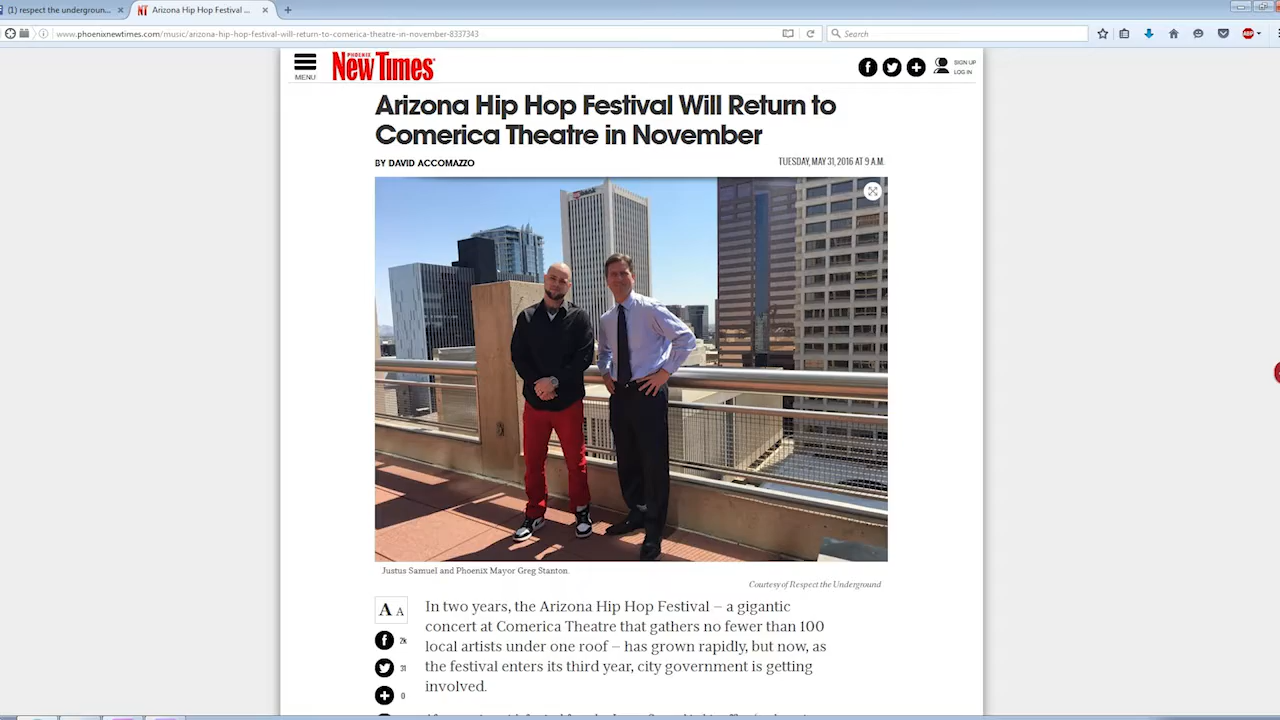 (1) respect the undergroun...
Arizona Hip Hop Festival ...
www.phoenixnewtimes.com/music/arizona-hip-hop-festival-will-return-to-comerica-theatre-in-november-8337343
Search
ABP
MENU
PHOENIX
New Times
SIGN UP
LOG IN
Arizona Hip Hop Festival Will Return to
Comerica Theatre in November
BY DAVID ACCOMAZZO
TUESDAY, MAY 31, 2016 AT 9 A.M.
Justus Samuel and Phoenix Mayor Greg Stanton.
Courtesy of Respect the Underground
A A
2k
31
0
In two years, the Arizona Hip Hop Festival – a gigantic
concert at Comerica Theatre that gathers no fewer than 100
local artists under one roof – has grown rapidly, but now, as
the festival enters its third year, city government is getting
involved.